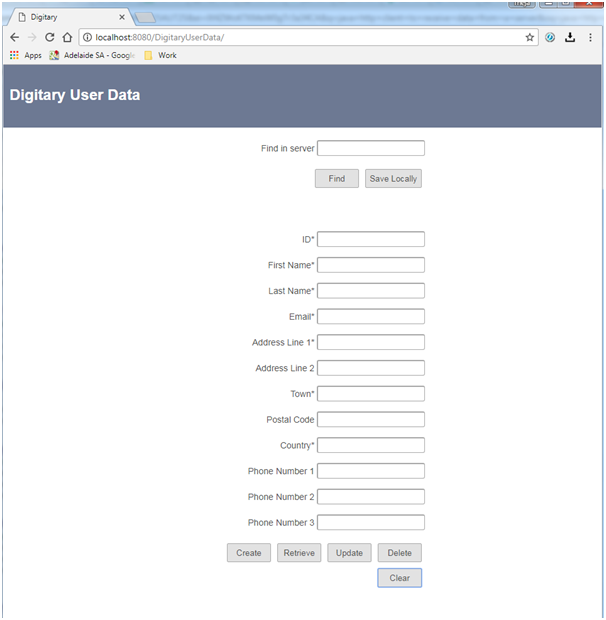 Digitary
localhost:8080/DigitaryUserData/
Apps Adelaide SA - Google Work
Digitary User Data
Find in server
Find Save Locally
ID*
First Name*
Last Name*
Email*
Address Line 1*
Address Line 2
Town*
Postal Code
Country*
Phone Number 1
Phone Number 2
Phone Number 3
Create Retrieve Update Delete
Clear